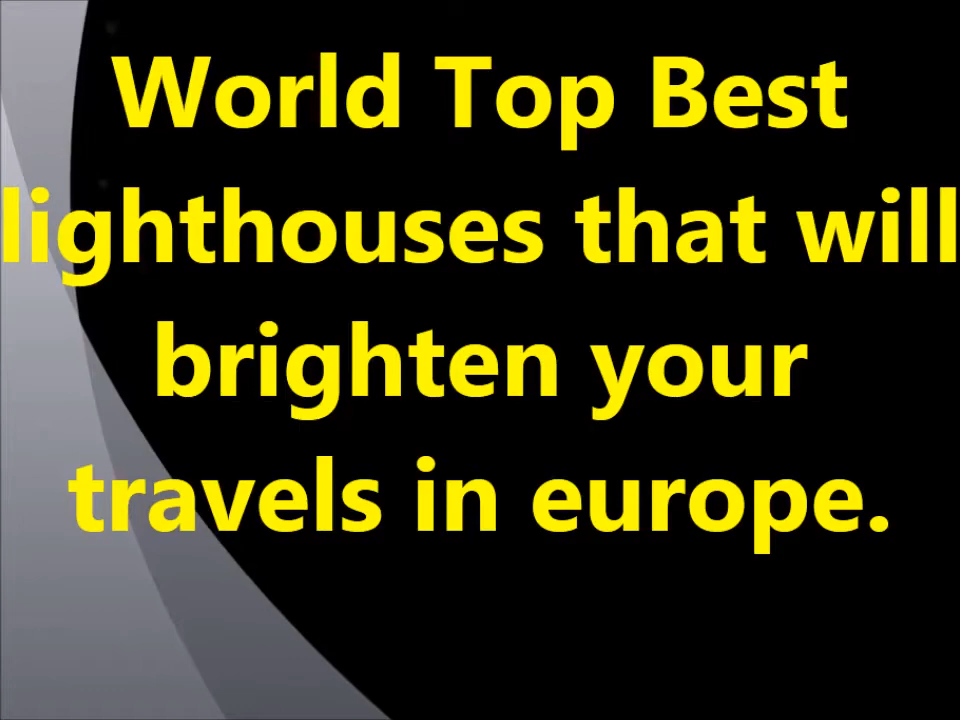 World Top Best
lighthouses that will
brighten your
travels in europe.